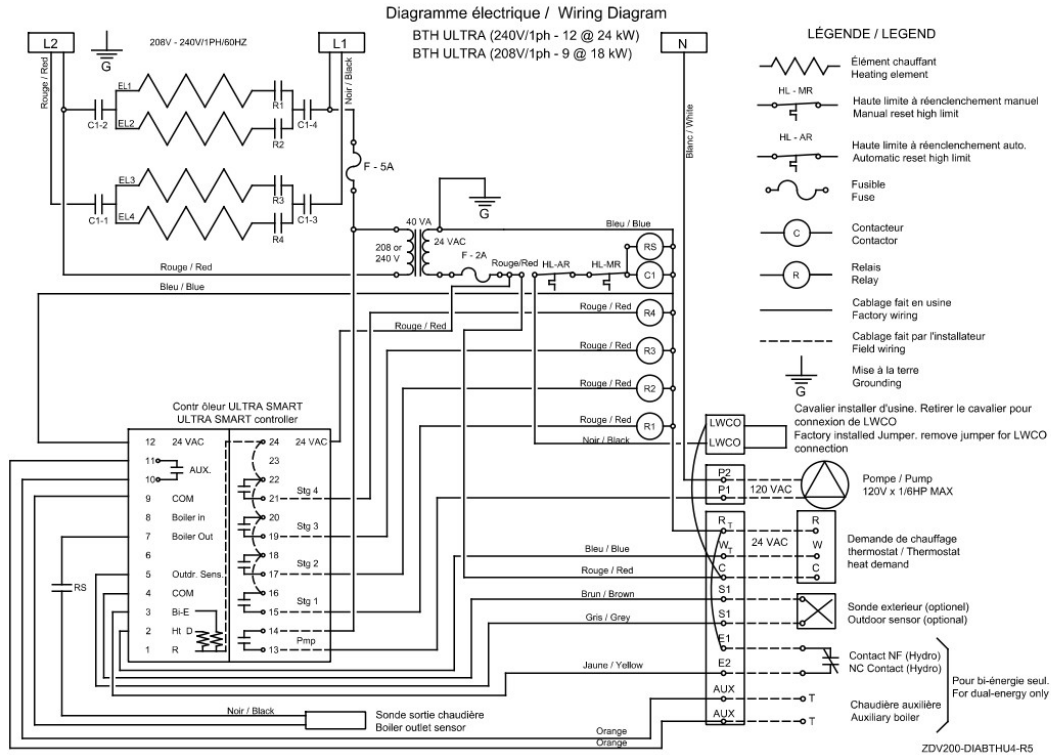 Diagramme électrique / Wiring Diagram
BTH ULTRA (240V/1ph - 12 @ 24 kW)
BTH ULTRA (208V/1ph - 9 @ 18 kW)
L2
G
208V - 240V/1PH/60HZ
L1
N
Rouge / Red
Noir / Black
Blanc / White
EL1
R1
C1-2
C1-4
EL2
R2
F - 5A
EL3
R3
C1-1
C1-3
EL4
R4
G
40 VA
24 VAC
208 or
240 V
F - 2A
Bleu / Blue
Rouge/Red
HL-AR
HL-MR
RS
C1
Rouge / Red
Bleu / Blue
Rouge / Red
R4
Rouge / Red
Rouge / Red
R3
Rouge / Red
R2
Rouge / Red
R1
Noir / Black
LÉGENDE / LEGEND
Élément chauffant
Heating element
HL - MR
Haute limite à réenclenchement manuel
Manual reset high limit
HL - AR
Haute limite à réenclenchement auto.
Automatic reset high limit
Fusible
Fuse
C
Contacteur
Contactor
R
Relais
Relay
Cablage fait en usine
Factory wiring
Cablage fait par l'installateur
Field wiring
G
Mise à la terre
Grounding
Cavalier installer d'usine. Retirer le cavalier pour
connexion de LWCO
Factory installed Jumper. remove jumper for LWCO
connection
LWCO
LWCO
P2
P1
120 VAC
Pompe / Pump
120V x 1/6HP MAX
Contr ôleur ULTRA SMART
ULTRA SMART controller
12 24 VAC
11
AUX.
10
9 COM
8 Boiler in
7 Boiler Out
6
5 Outdr. Sens.
4 COM
3 Bi-E
2 Ht D
1 R
24 24 VAC
23
22
Stg 4
21
20
Stg 3
19
18
Stg 2
17
16
Stg 1
15
14
Pmp
13
RS
Bleu / Blue
Rouge / Red
Brun / Brown
Gris / Grey
Jaune / Yellow
Noir / Black
Orange
Orange
Sonde sortie chaudière
Boiler outlet sensor
RT
WT
C
S1
S1
E1
E2
AUX
AUX
24 VAC
R
W
C
Demande de chauffage
thermostat / Thermostat
heat demand
Sonde exterieur (optionel)
Outdoor sensor (optional)
Contact NF (Hydro)
NC Contact (Hydro)
T
T
Chaudière auxilière
Auxiliary boiler
Pour bi-énergie seul.
For dual-energy only
ZDV200-DIABTHU4-R5